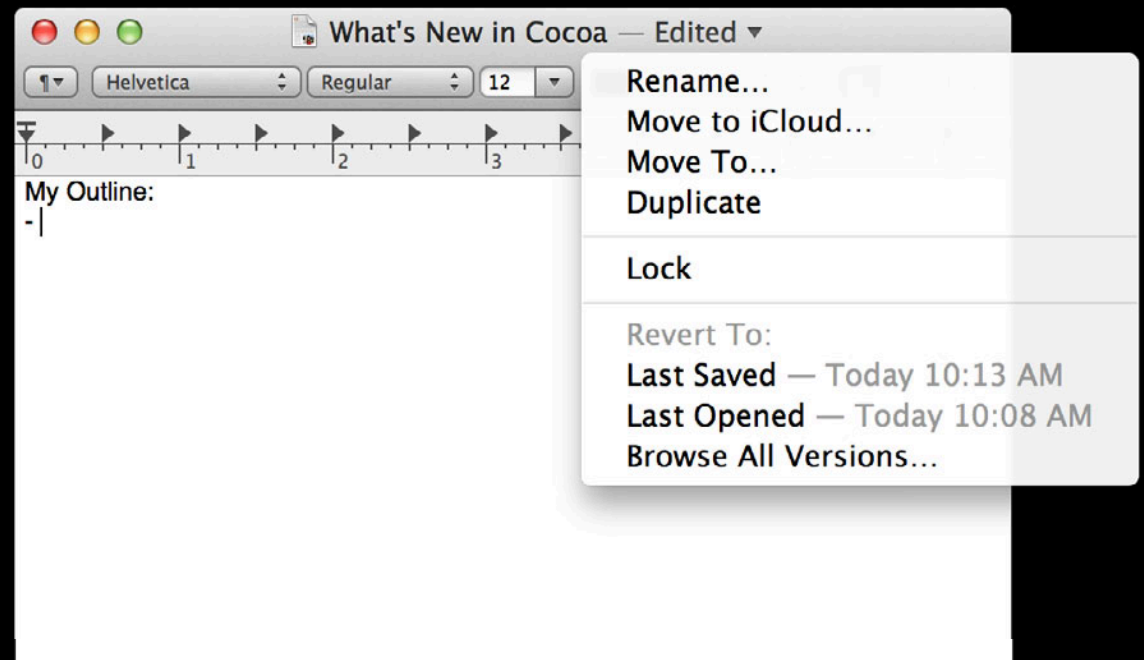 What's New in Cocoa — Edited ▾
¶▾ Helvetica Regular 12
0 1 2 3
My Outline:
-
Rename…
Move to iCloud…
Move To…
Duplicate
Lock
Revert To:
Last Saved — Today 10:13 AM
Last Opened — Today 10:08 AM
Browse All Versions…